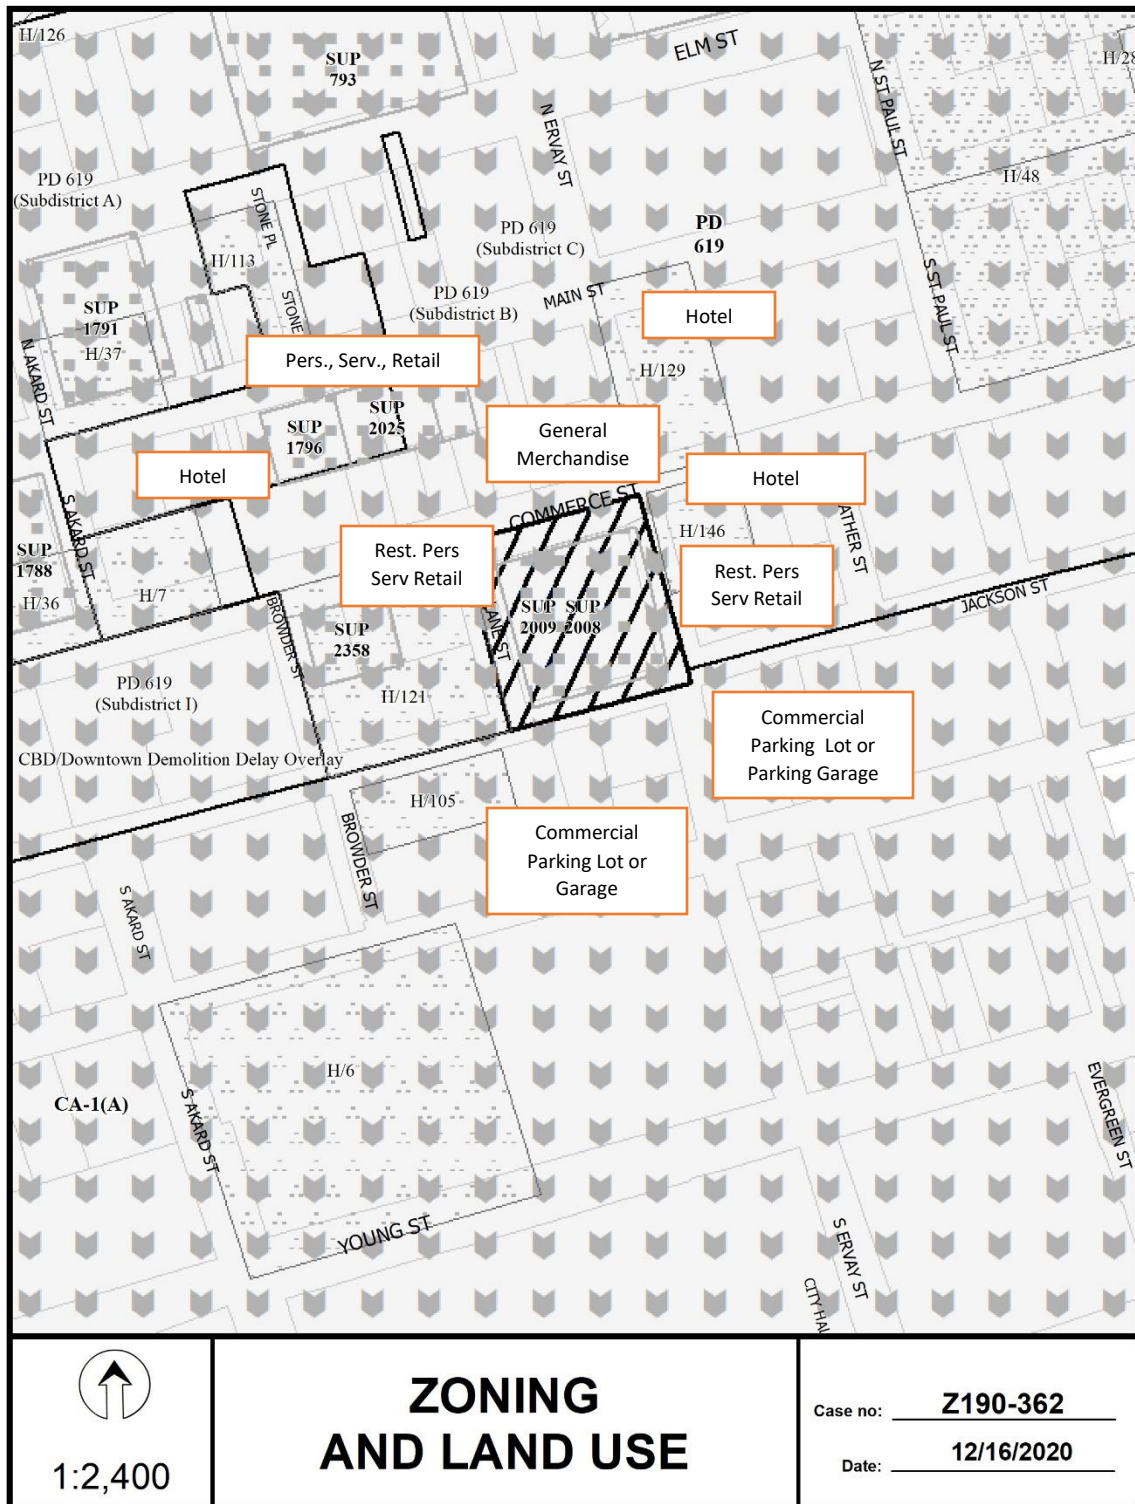 H/126
SUP
793
ELM ST
N ST PAUL ST
H/28
N ERVAY ST
PD 619
(Subdistrict A)
STONE PL
H/48
PD 619
(Subdistrict C)
PD
619
H/113
S ST PAUL ST
SUP
1791
H/37
STONE
PD 619
(Subdistrict B)
MAIN ST
Hotel
N AKARD ST
Pers., Serv., Retail
H/129
SUP
2025
SUP
1796
General
Merchandise
Hotel
Hotel
S AKARD ST
COMMERCE ST
ATHER ST
H/146
SUP
1788
H/36
H/7
Rest. Pers
Serv Retail
Rest. Pers
Serv Retail
JACKSON ST
BROWDER ST
SUP
2358
ANE ST
SUP SUP
2009 2008
PD 619
(Subdistrict I)
H/121
CBD/Downtown Demolition Delay Overlay
Commercial
Parking Lot or
Parking Garage
H/105
BROWDER ST
Commercial
Parking Lot or
Garage
S AKARD ST
H/6
CA-1(A)
S AKARD ST
EVERGREEN ST
YOUNG ST
S ERVAY ST
CITY HAL
1:2,400
ZONING
AND LAND USE
Case no: Z190-362
Date: 12/16/2020